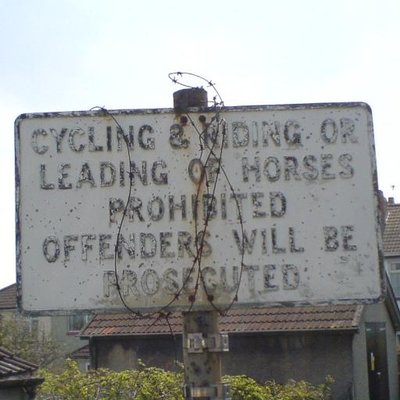 CYCLING & RIDING OR
LEADING OF HORSES
PROHIBITED
OFFENDERS WILL BE
PROSECUTED